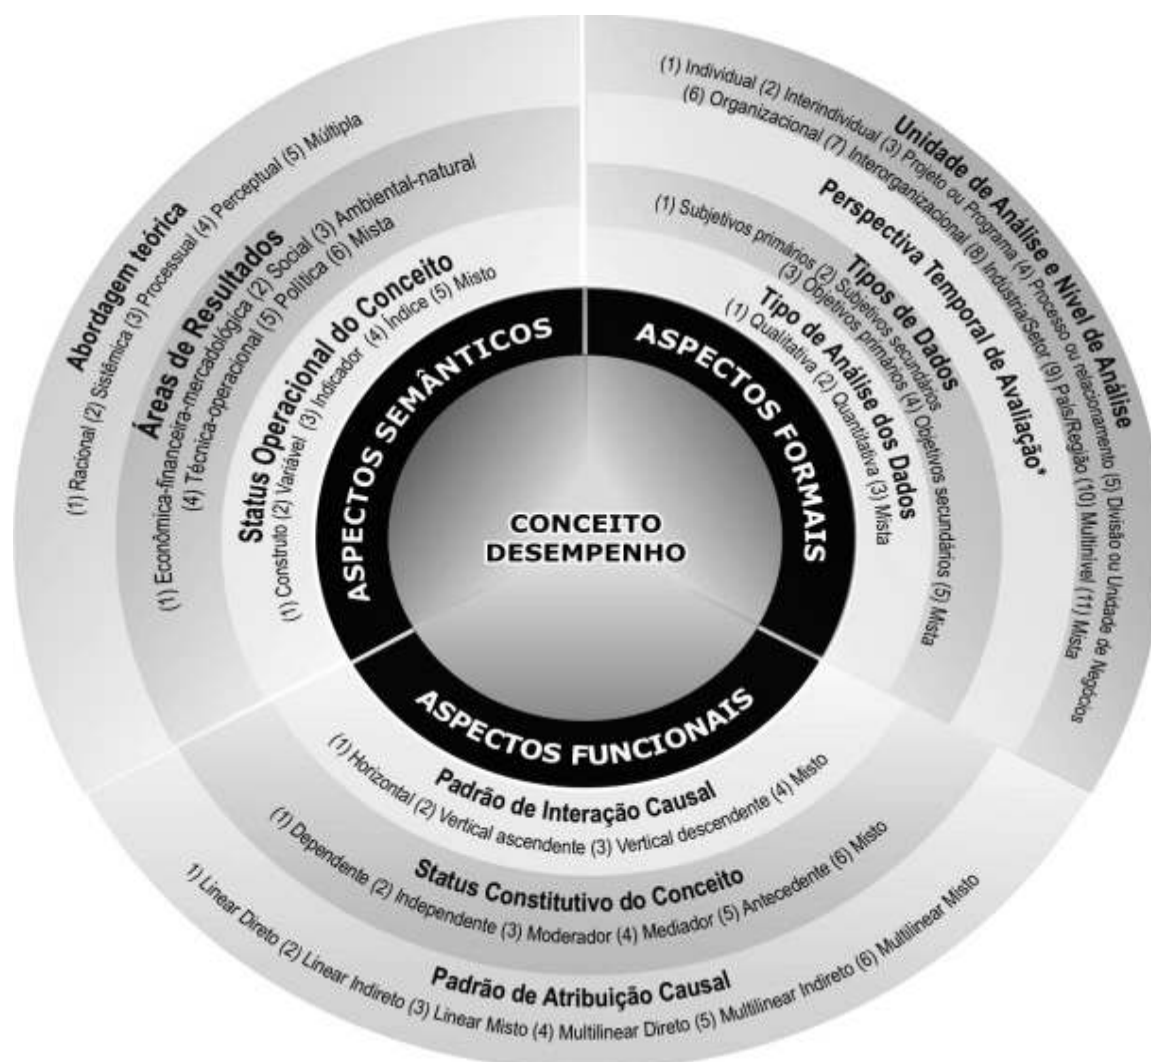 CONCEITO
DESEMPENHO
ASPECTOS SEMÂNTICOS
Abordagem teórica
(1) Racional (2) Sistêmica (3) Processual (4) Perceptual (5) Múltipla
Áreas de Resultados
(1) Econômica-financeira-mercadológica (2) Social (3) Ambiental-natural
(4) Técnica-operacional (5) Política (6) Mista
Status Operacional do Conceito
(1) Construto (2) Variável (3) Indicador (4) Índice (5) Misto
ASPECTOS FORMAIS
Unidade de Análise e Nível de Análise
(1) Individual (2) Interindividual (3) Projeto ou Programa (4) Processo ou relacionamento (5) Divisão ou Unidade de Negócios
(6) Organizacional (7) Interorganizacional (8) Indústria/Setor (9) País/Região (10) Multinível (11) Mista
Perspectiva Temporal de Avaliação*
Tipos de Dados
(1) Subjetivos primários (2) Subjetivos secundários
(3) Objetivos primários (4) Objetivos secundários (5) Mista
Tipo de Análise dos Dados
(1) Qualitativa (2) Quantitativa (3) Mista
ASPECTOS FUNCIONAIS
Padrão de Interação Causal
(1) Horizontal (2) Vertical ascendente (3) Vertical descendente (4) Misto
Status Constitutivo do Conceito
(1) Dependente (2) Independente (3) Moderador (4) Mediador (5) Antecedente (6) Misto
Padrão de Atribuição Causal
1) Linear Direto (2) Linear Indireto (3) Linear Misto (4) Multilinear Direto (5) Multilinear Indireto (6) Multilinear Misto